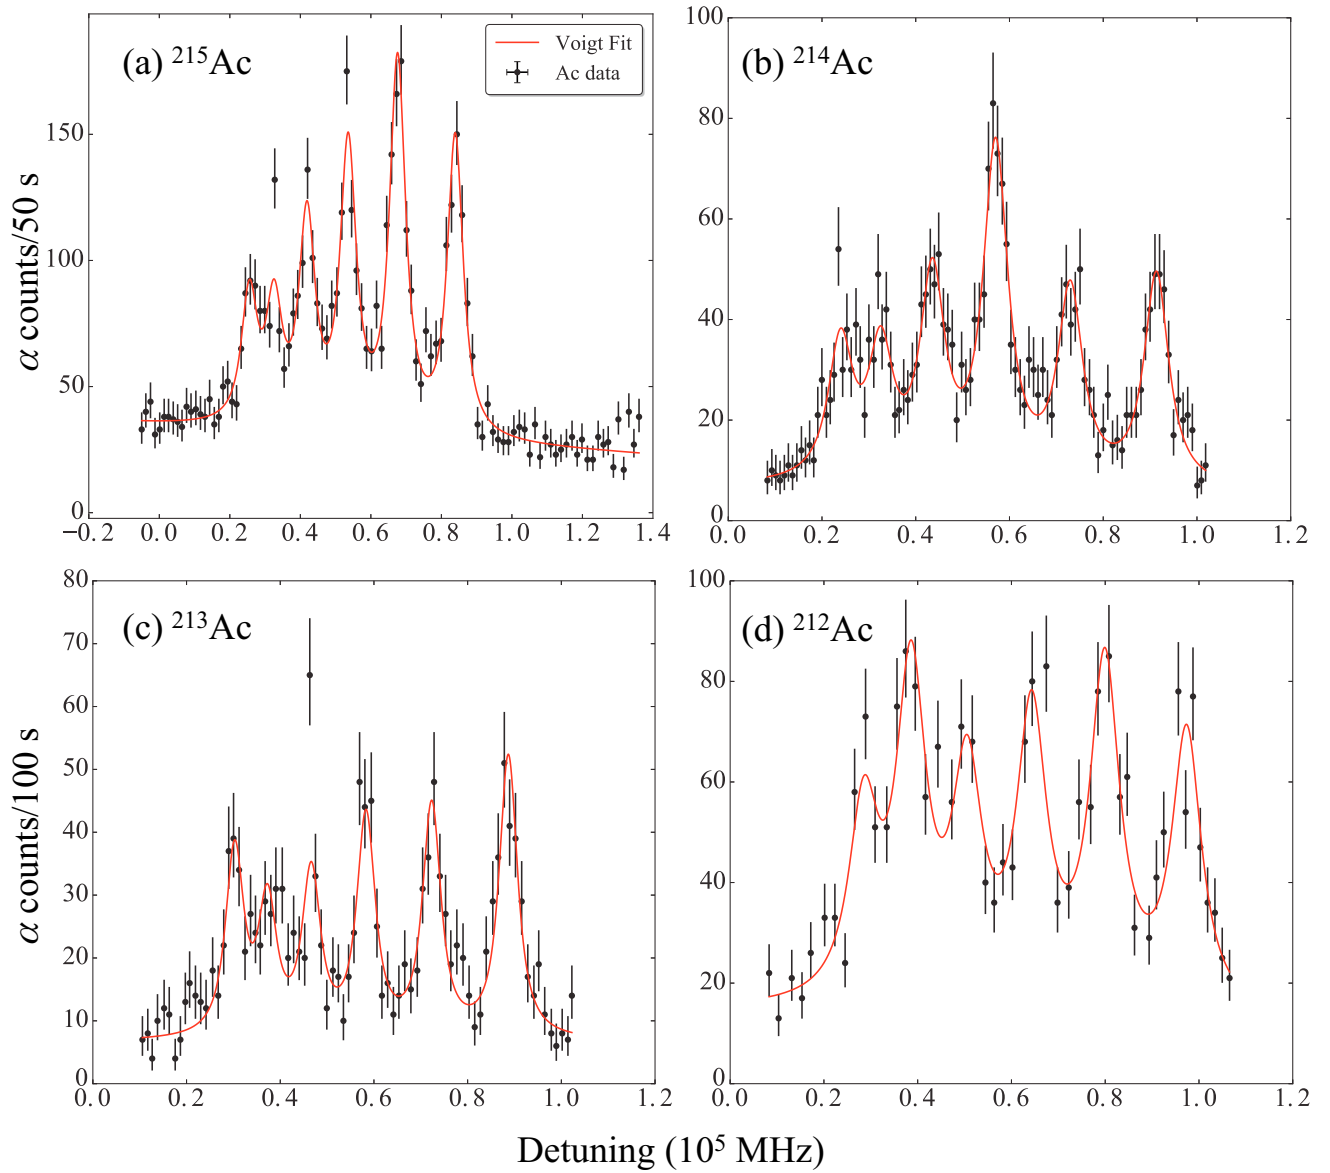 (a) ²¹⁵Ac
Voigt Fit
Ac data
150
100
50
0
−0.2 0.0 0.2 0.4 0.6 0.8 1.0 1.2 1.4
α counts/50 s
(b) ²¹⁴Ac
100
80
60
40
20
0
0.2 0.4 0.6 0.8 1.0 1.2
(c) ²¹³Ac
80
70
60
50
40
30
20
10
0
0.0 0.2 0.4 0.6 0.8 1.0 1.2
α counts/100 s
(d) ²¹²Ac
100
80
60
40
20
0
0.2 0.4 0.6 0.8 1.0 1.2
Detuning (10⁵ MHz)